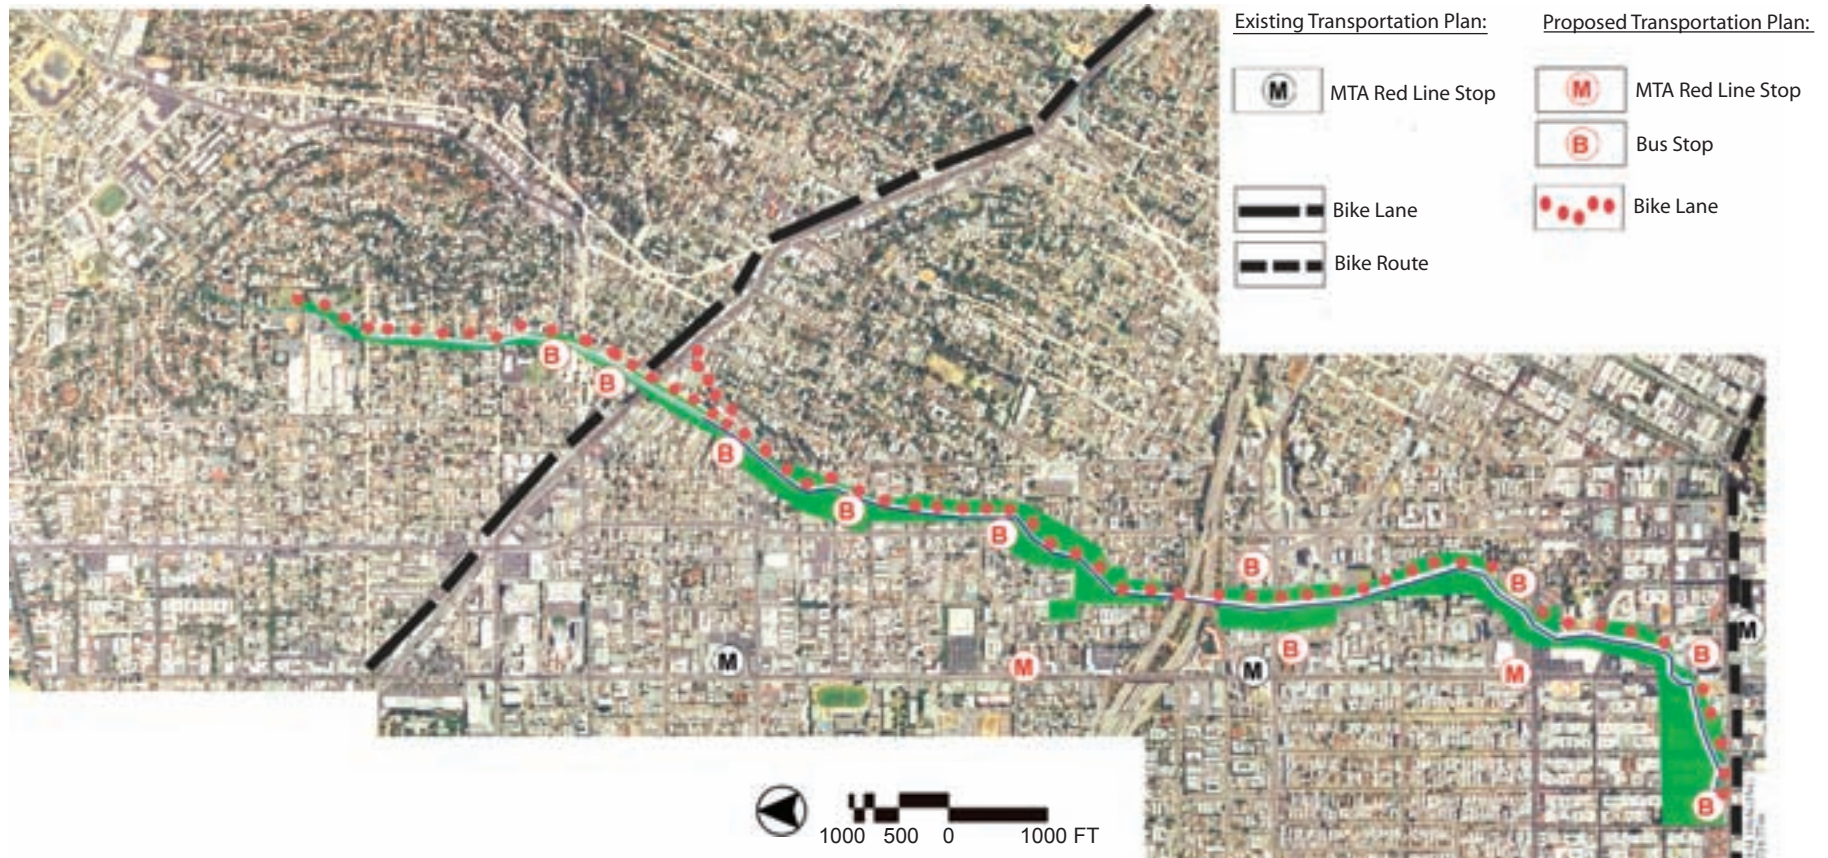 Existing Transportation Plan:
Proposed Transportation Plan:
M MTA Red Line Stop
M MTA Red Line Stop
B Bus Stop
Bike Lane
Bike Lane
Bike Route
B
B
B
B
B
B
B
M
M
M
B
M
M
B
B
1000 500 0 1000 FT